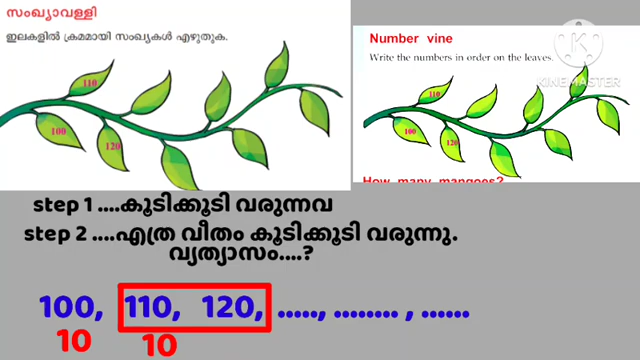 സംഖ്യാവള്ളി
ഇലകളിൽ ക്രമമായി സംഖ്യകൾ എഴുതുക.
110
100
120
Number vine
Write the numbers in order on the leaves.
KINEMASTER
110
100
120
How many mangoes?
step 1 ....കൂടിക്കൂടി വരുന്നവ
step 2 ....എത്ര വീതം കൂടിക്കൂടി വരുന്നു.
വ്യത്യാസം....?
100, 110, 120, ....., ........ , ......
10 10